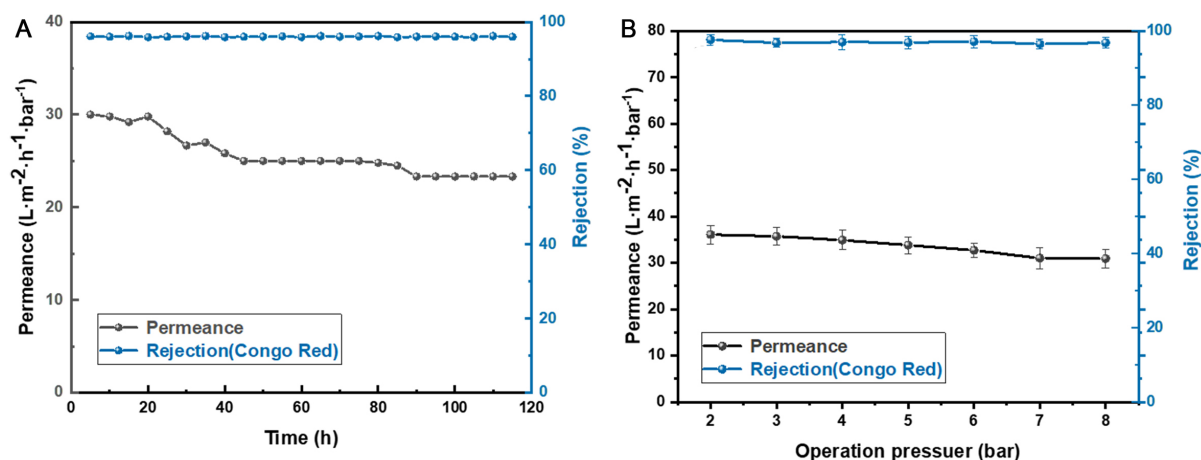 A
Permeance (L·m⁻²·h⁻¹·bar⁻¹)
40
30
20
10
0
0 20 40 60 80 100 120
Time (h)
100
80
60
40
20
0
Rejection (%)
Permeance
Rejection(Congo Red)
B
Permeance (L·m⁻²·h⁻¹·bar⁻¹)
80
70
60
50
40
30
20
10
0
2 3 4 5 6 7 8
Operation pressuer (bar)
100
80
60
40
20
0
Rejection (%)
Permeance
Rejection(Congo Red)